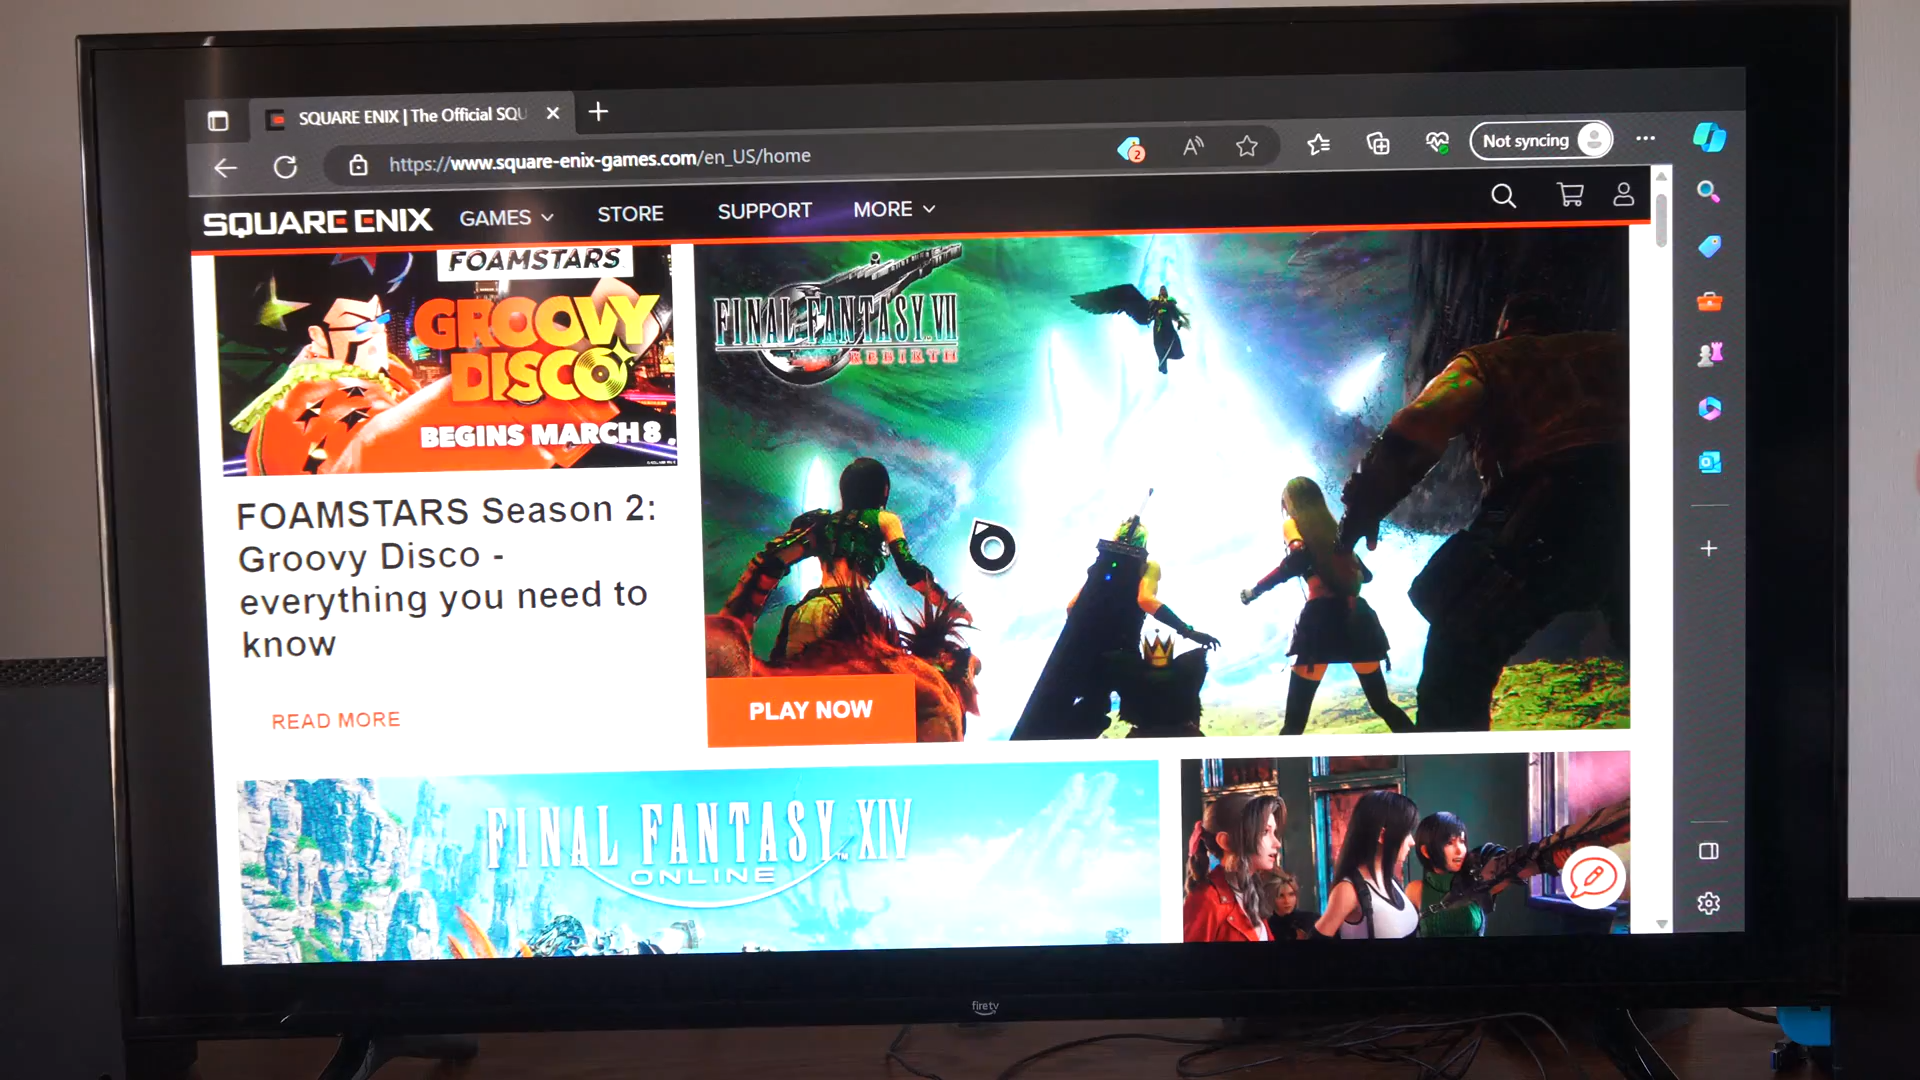 SQUARE ENIX | The Official SQU
https://www.square-enix-games.com/en_US/home
2
A
Not syncing
SQUARE ENIX
GAMES
STORE
SUPPORT
MORE
FOAMSTARS
GROOVY
DISCO
BEGINS MARCH 8
FOAMSTARS Season 2:
Groovy Disco -
everything you need to
know
READ MORE
FINAL FANTASY VII
REBIRTH
PLAY NOW
FINAL FANTASY XIV
ONLINE
fire tv